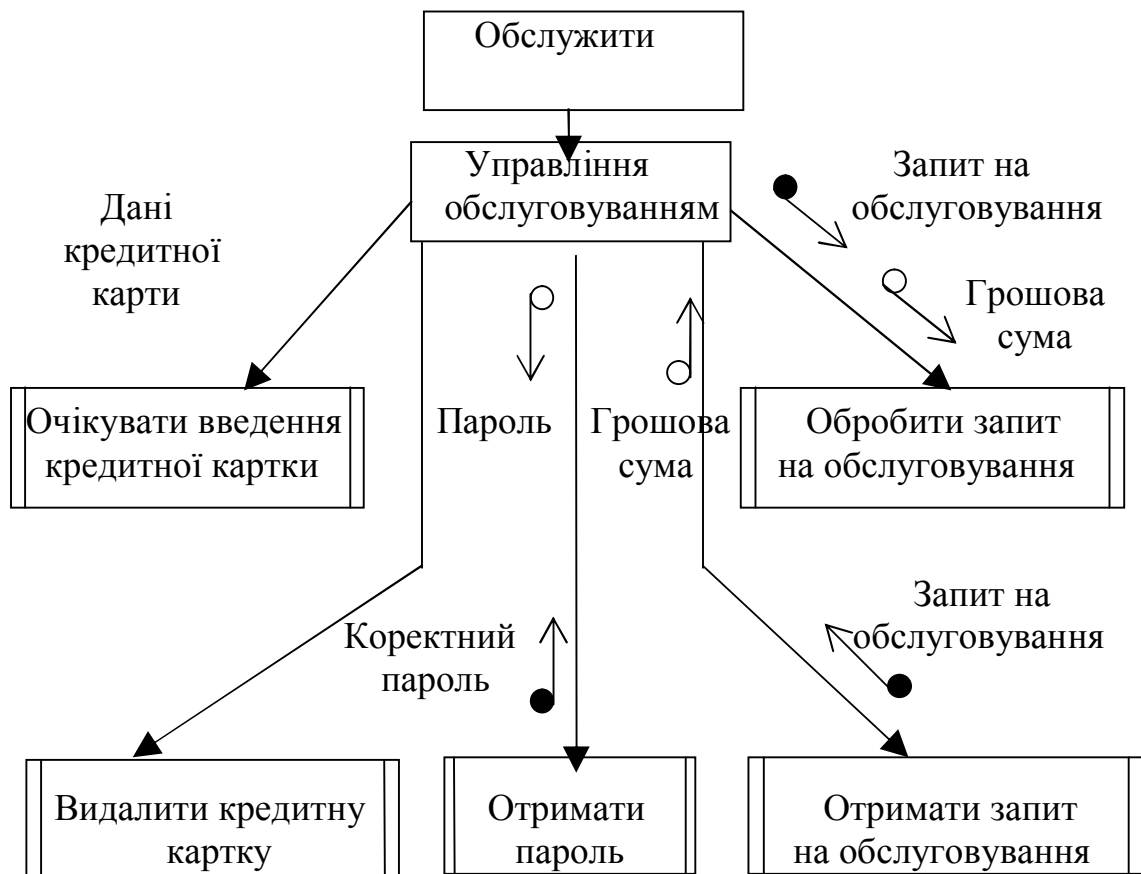 Обслужити
Управління
обслуговуванням
Запит на
обслуговування
Дані
кредитної
карти
Грошова
сума
Очікувати введення
кредитної картки
Пароль
Грошова
сума
Обробити запит
на обслуговування
Коректний
пароль
Запит на
обслуговування
Видалити кредитну
картку
Отримати
пароль
Отримати запит
на обслуговування